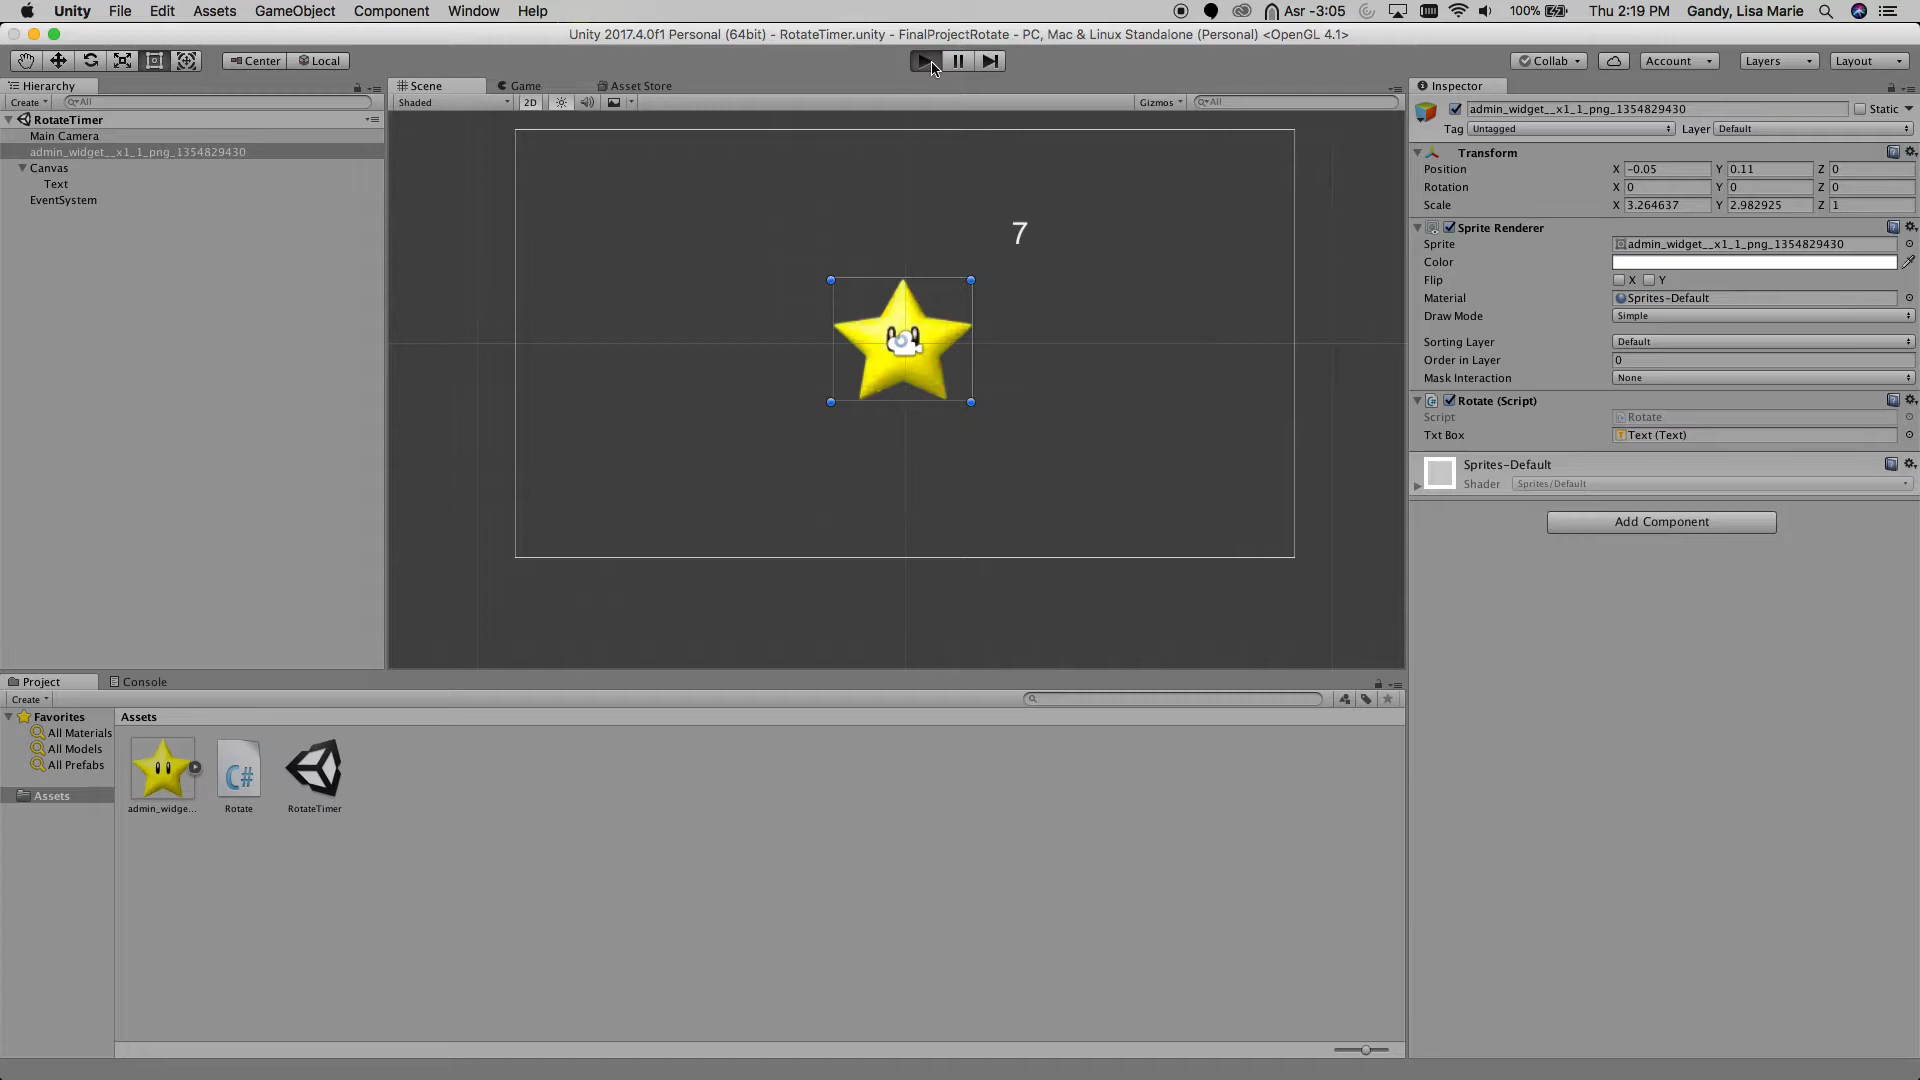 Unity File Edit Assets GameObject Component Window Help Asr -3:05 100% Thu 2:19 PM Gandy, Lisa Marie
Unity 2017.4.0f1 Personal (64bit) - RotateTimer.unity - FinalProjectRotate - PC, Mac & Linux Standalone (Personal) <OpenGL 4.1>
Center Local Collab Account Layers Layout
Hierarchy Scene Game Asset Store Inspector
Create All Shaded 2D Gizmos All admin_widget__x1_1_png_1354829430 Static
RotateTimer Tag Untagged Layer Default
Main Camera
admin_widget__x1_1_png_1354829430 Transform
Canvas Position X -0.05 Y 0.11 Z 0
Text Rotation X 0 Y 0 Z 0
EventSystem Scale X 3.264637 Y 2.982925 Z 1
7 Sprite Renderer
Sprite admin_widget__x1_1_png_1354829430
Color
Flip X Y
Material Sprites-Default
Draw Mode Simple
Sorting Layer Default
Order in Layer 0
Mask Interaction None
Rotate (Script)
Script Rotate
Txt Box Text (Text)
Sprites-Default
Shader Sprites/Default
Add Component
Project Console
Create
Favorites Assets
All Materials
All Models
All Prefabs
Assets
C#
admin_widge... Rotate RotateTimer